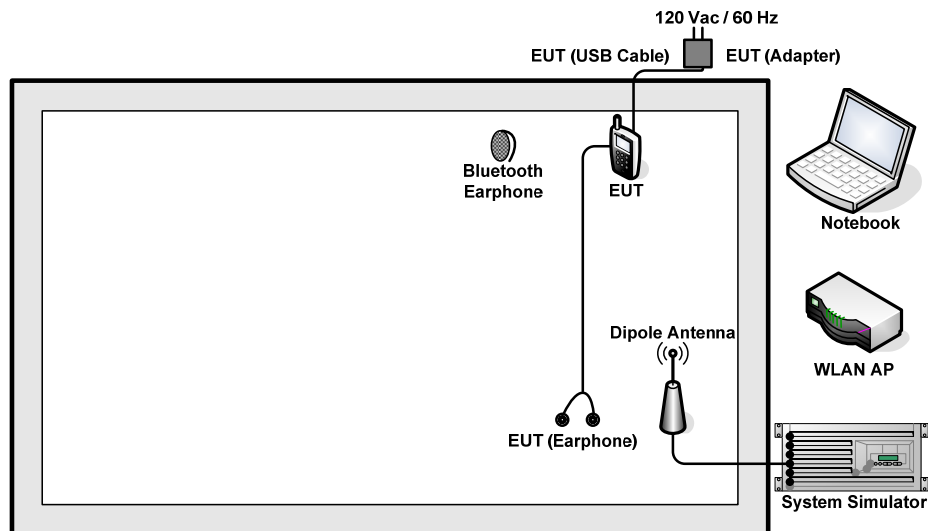 120 Vac / 60 Hz
EUT (USB Cable)
EUT (Adapter)
Bluetooth
Earphone
EUT
Notebook
Dipole Antenna
WLAN AP
EUT (Earphone)
System Simulator